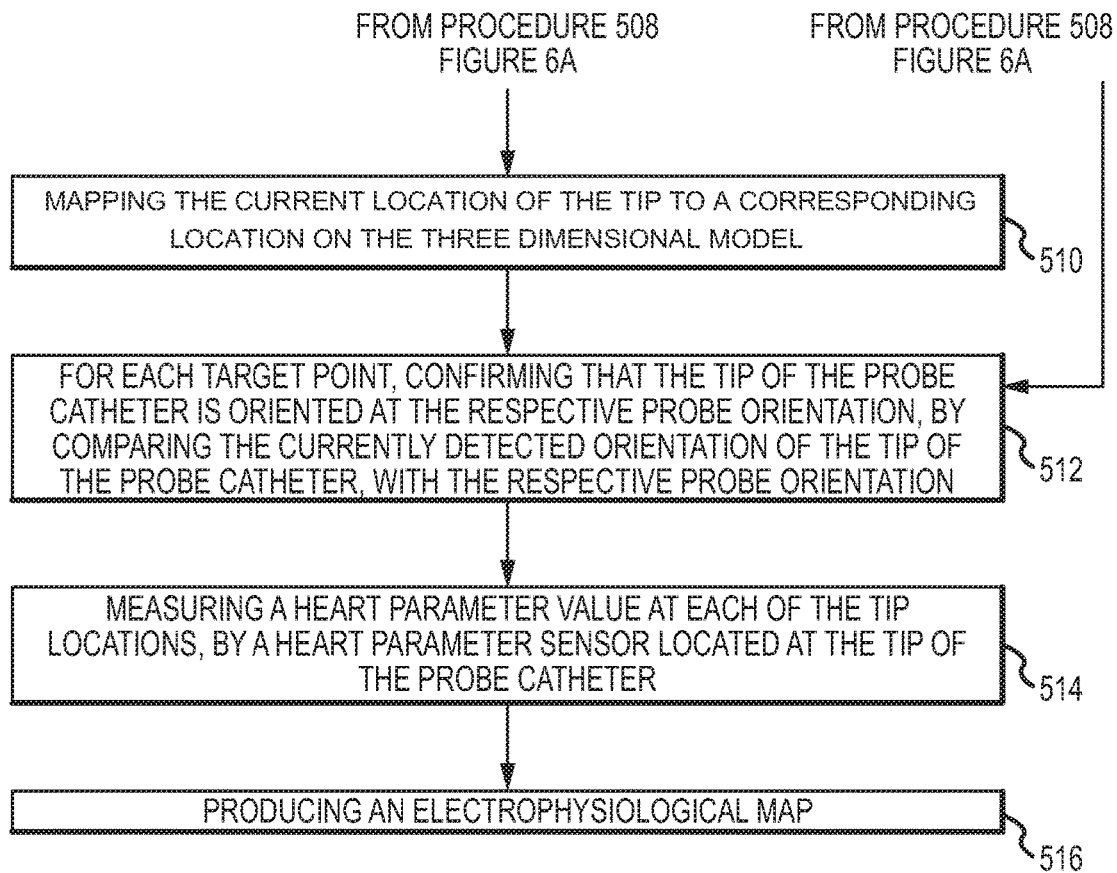 FROM PROCEDURE 508
FIGURE 6A
FROM PROCEDURE 508
FIGURE 6A
MAPPING THE CURRENT LOCATION OF THE TIP TO A CORRESPONDING
LOCATION ON THE THREE DIMENSIONAL MODEL
510
FOR EACH TARGET POINT, CONFIRMING THAT THE TIP OF THE PROBE
CATHETER IS ORIENTED AT THE RESPECTIVE PROBE ORIENTATION, BY
COMPARING THE CURRENTLY DETECTED ORIENTATION OF THE TIP OF
THE PROBE CATHETER, WITH THE RESPECTIVE PROBE ORIENTATION
512
MEASURING A HEART PARAMETER VALUE AT EACH OF THE TIP
LOCATIONS, BY A HEART PARAMETER SENSOR LOCATED AT THE TIP OF
THE PROBE CATHETER
514
PRODUCING AN ELECTROPHYSIOLOGICAL MAP
516